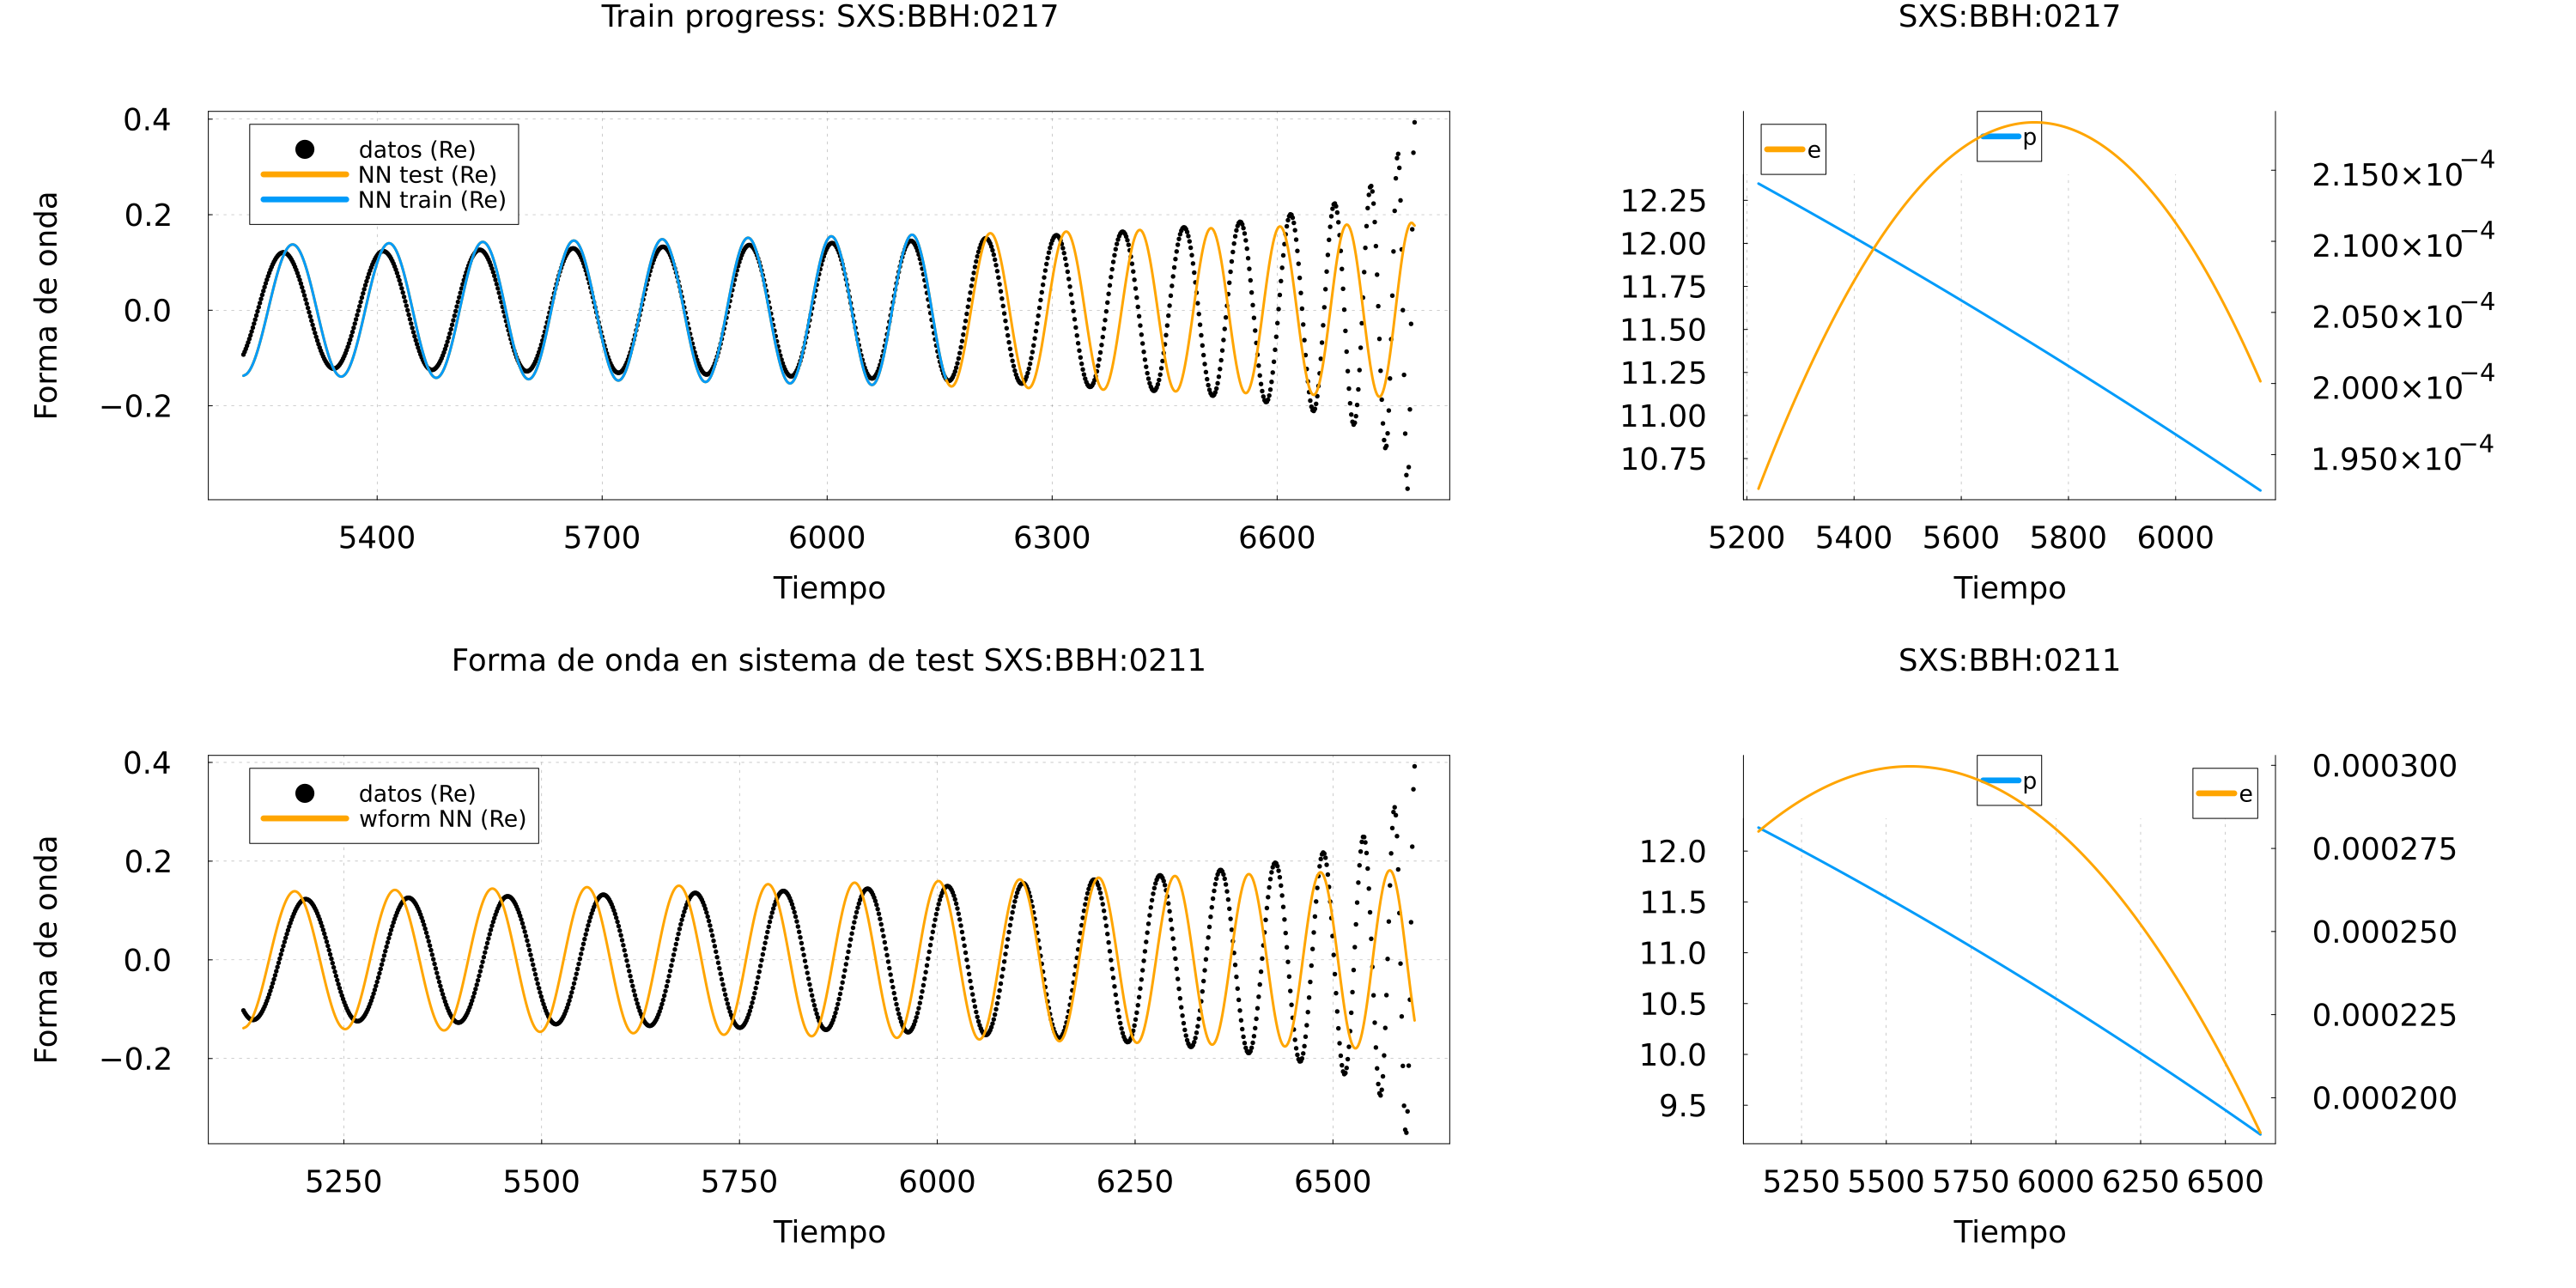 Train progress: SXS:BBH:0217
0.4
0.2
0.0
−0.2
Forma de onda
datos (Re)
NN test (Re)
NN train (Re)
5400 5700 6000 6300 6600
Tiempo
SXS:BBH:0217
e
p
12.25
12.00
11.75
11.50
11.25
11.00
10.75
2.150×10⁻⁴
2.100×10⁻⁴
2.050×10⁻⁴
2.000×10⁻⁴
1.950×10⁻⁴
5200 5400 5600 5800 6000
Tiempo
Forma de onda en sistema de test SXS:BBH:0211
0.4
0.2
0.0
−0.2
Forma de onda
datos (Re)
wform NN (Re)
5250 5500 5750 6000 6250 6500
Tiempo
SXS:BBH:0211
p
e
12.0
11.5
11.0
10.5
10.0
9.5
0.000300
0.000275
0.000250
0.000225
0.000200
5250 5500 5750 6000 6250 6500
Tiempo